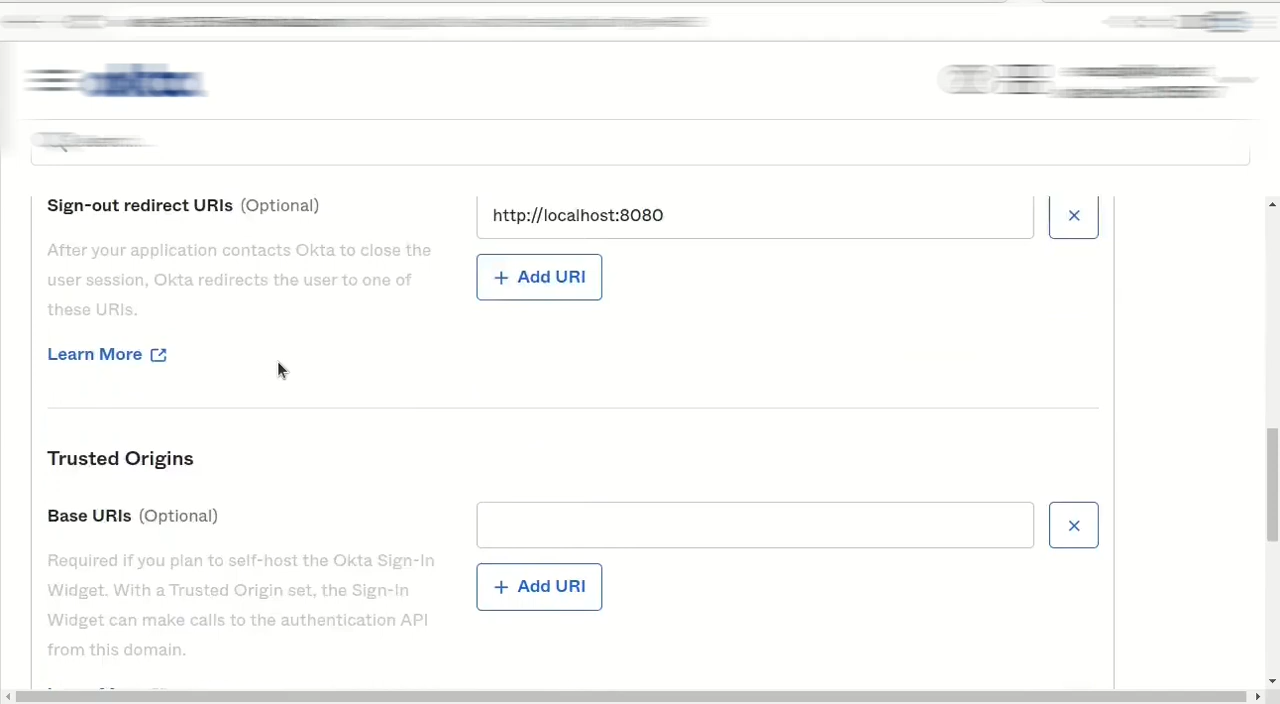 Sign-out redirect URIs (Optional)
http://localhost:8080
After your application contacts Okta to close the
user session, Okta redirects the user to one of
these URIs.
+ Add URI
Learn More
Trusted Origins
Base URIs (Optional)
Required if you plan to self-host the Okta Sign-In
Widget. With a Trusted Origin set, the Sign-In
Widget can make calls to the authentication API
from this domain.
+ Add URI